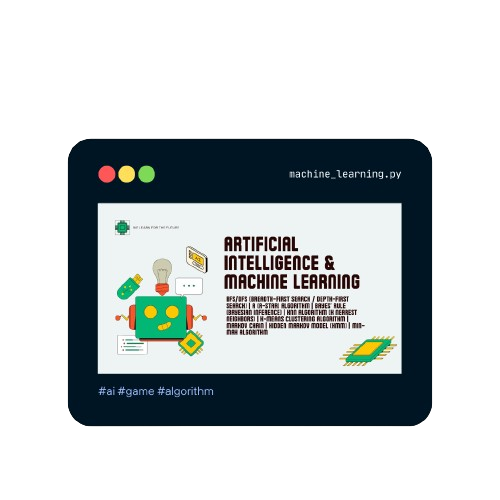 machine_learning.py
WE LEARN FOR THE FUTURE
ARTIFICIAL
INTELLIGENCE &
MACHINE LEARNING
BFS/DFS (BREADTH-FIRST SEARCH / DEPTH-FIRST
SEARCH) | A (A-STAR) ALGORITHM | BAYES' RULE
(BAYESIAN INFERENCE) | KNN ALGORITHM (K NEAREST
NEIGHBORS) | K-MEANS CLUSTERING ALGORITHM |
MARKOV CHAIN | HIDDEN MARKOV MODEL (HMM) | MIN-
MAX ALGORITHM
#ai #game #algorithm